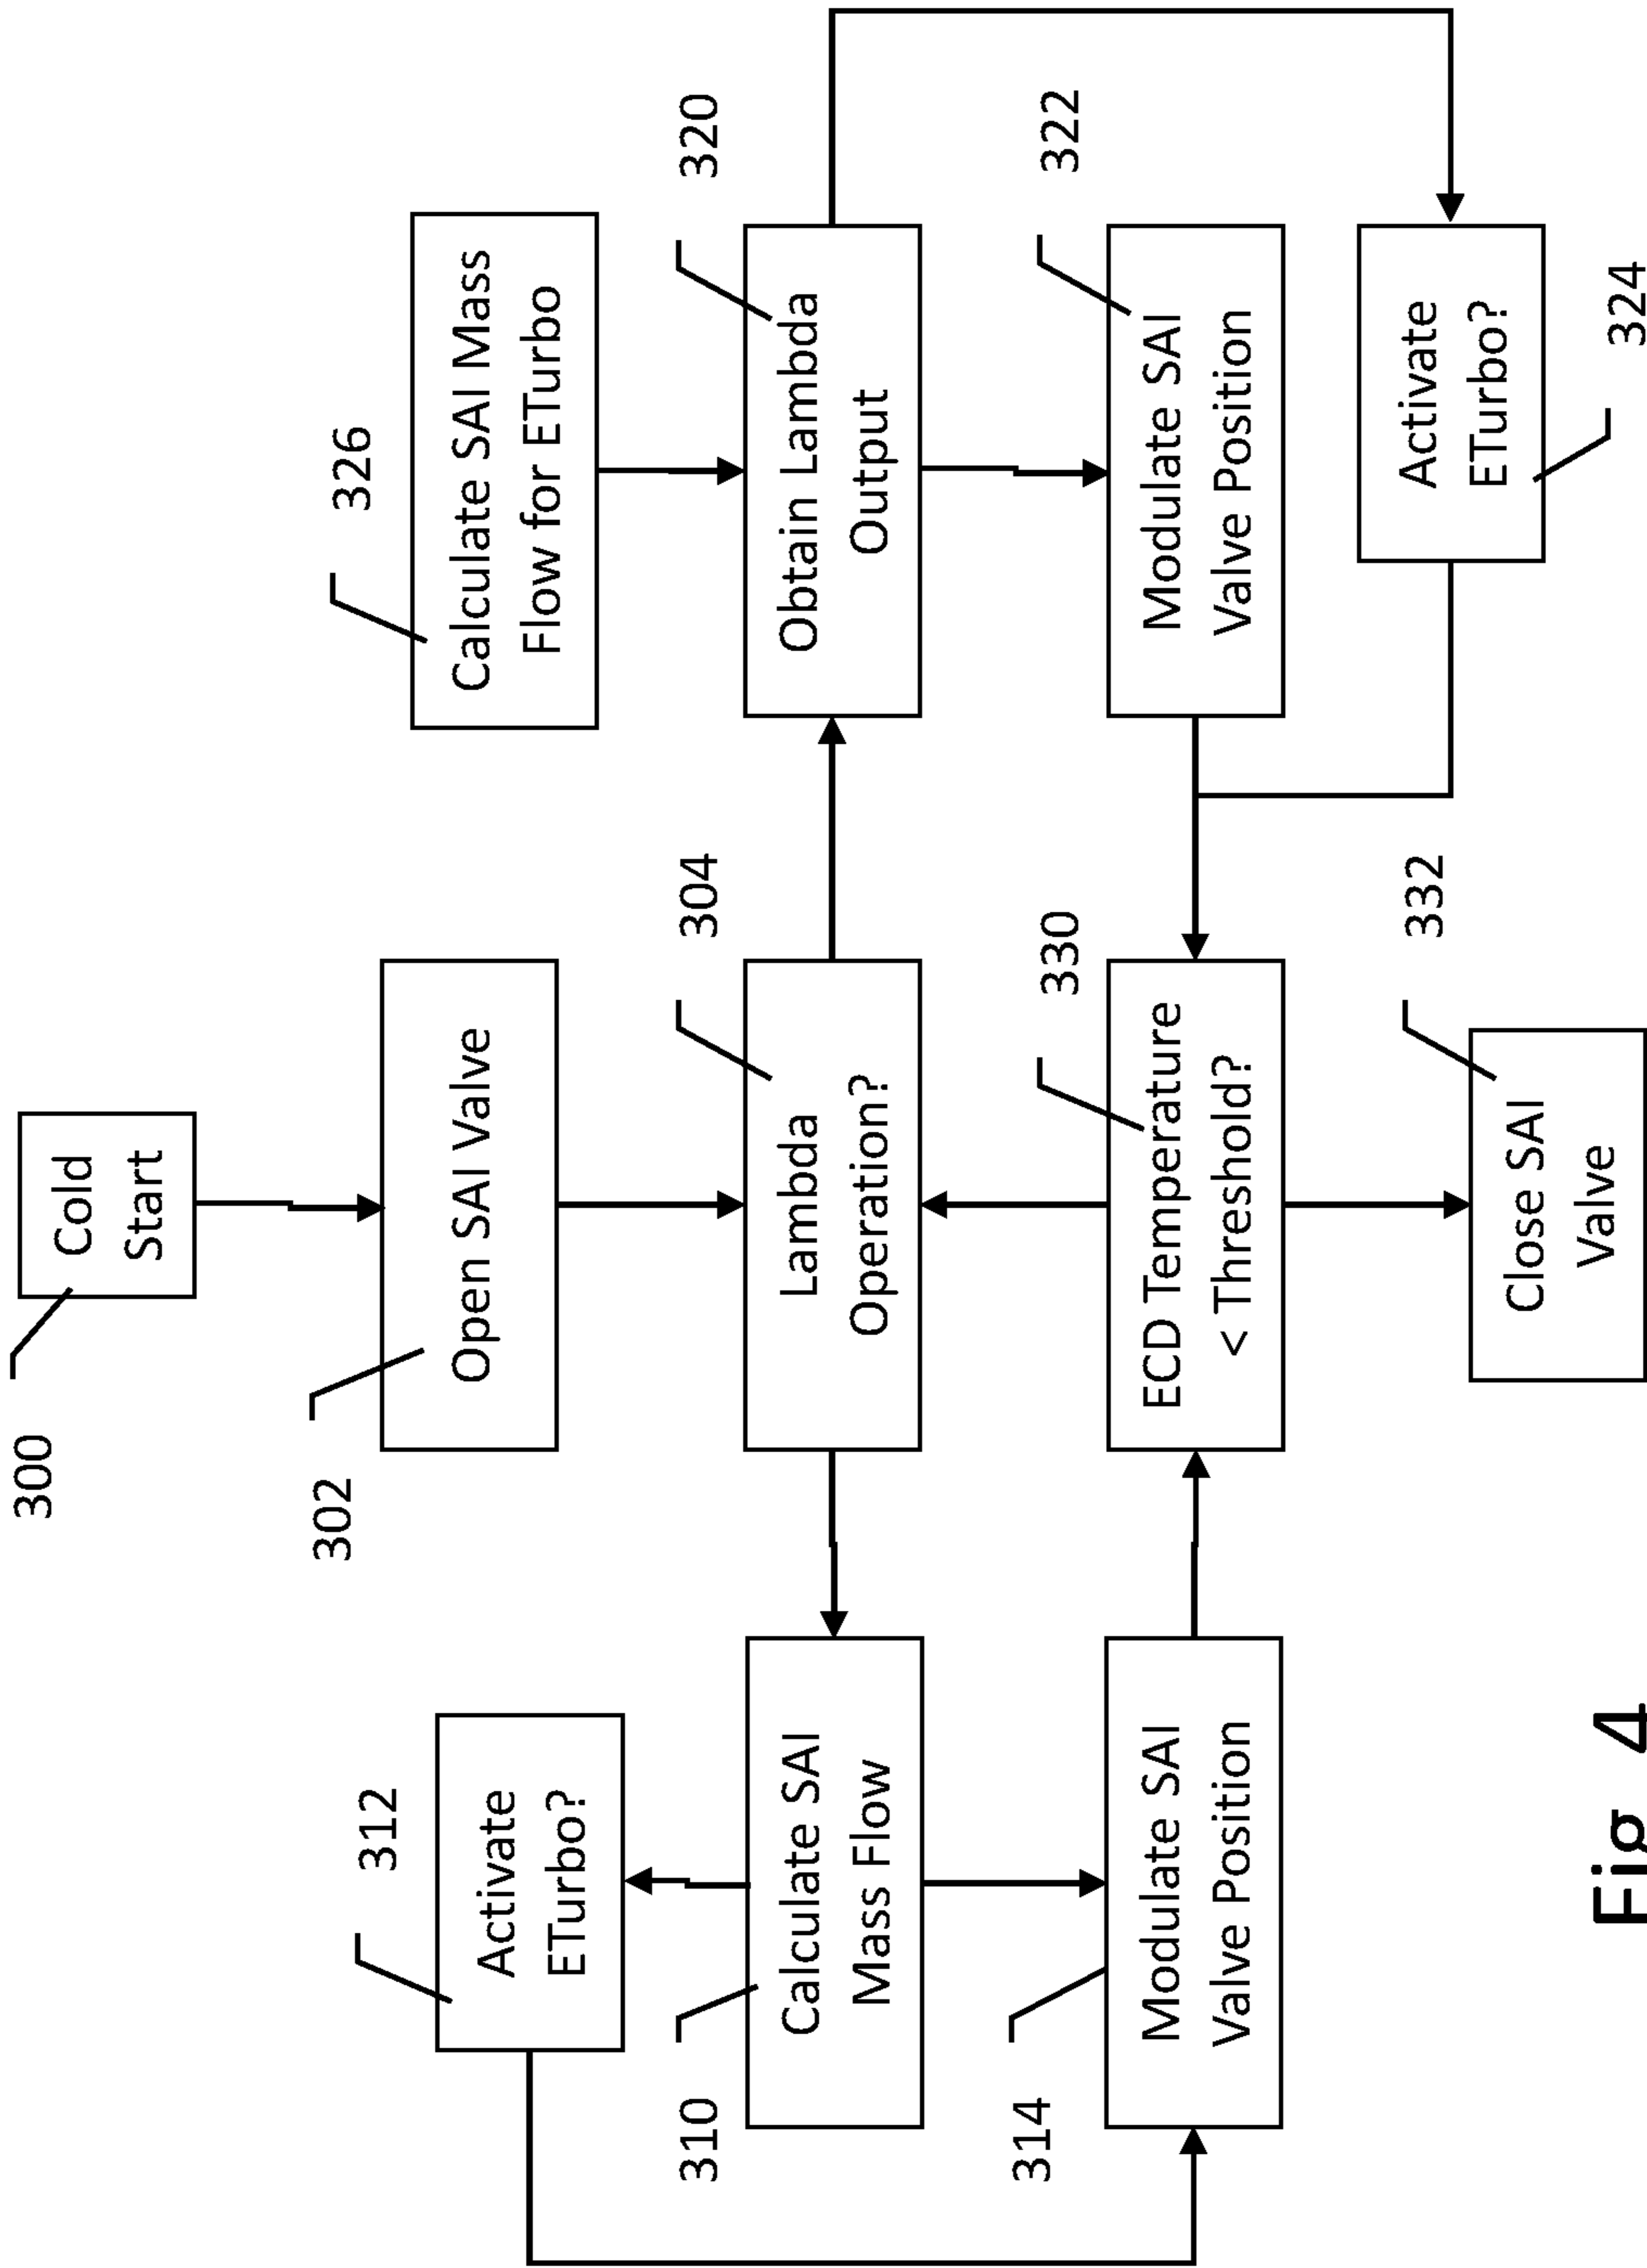 300
Cold
Start
302
Open SAI Valve
326
Calculate SAI Mass
Flow for ETurbo
312
Activate
ETurbo?
310
Calculate SAI
Mass Flow
304
Lambda
Operation?
320
Obtain Lambda
Output
314
Modulate SAI
Valve Position
330
ECD Temperature
< Threshold?
322
Modulate SAI
Valve Position
332
Close SAI
Valve
Activate
ETurbo?
324
Fig 4